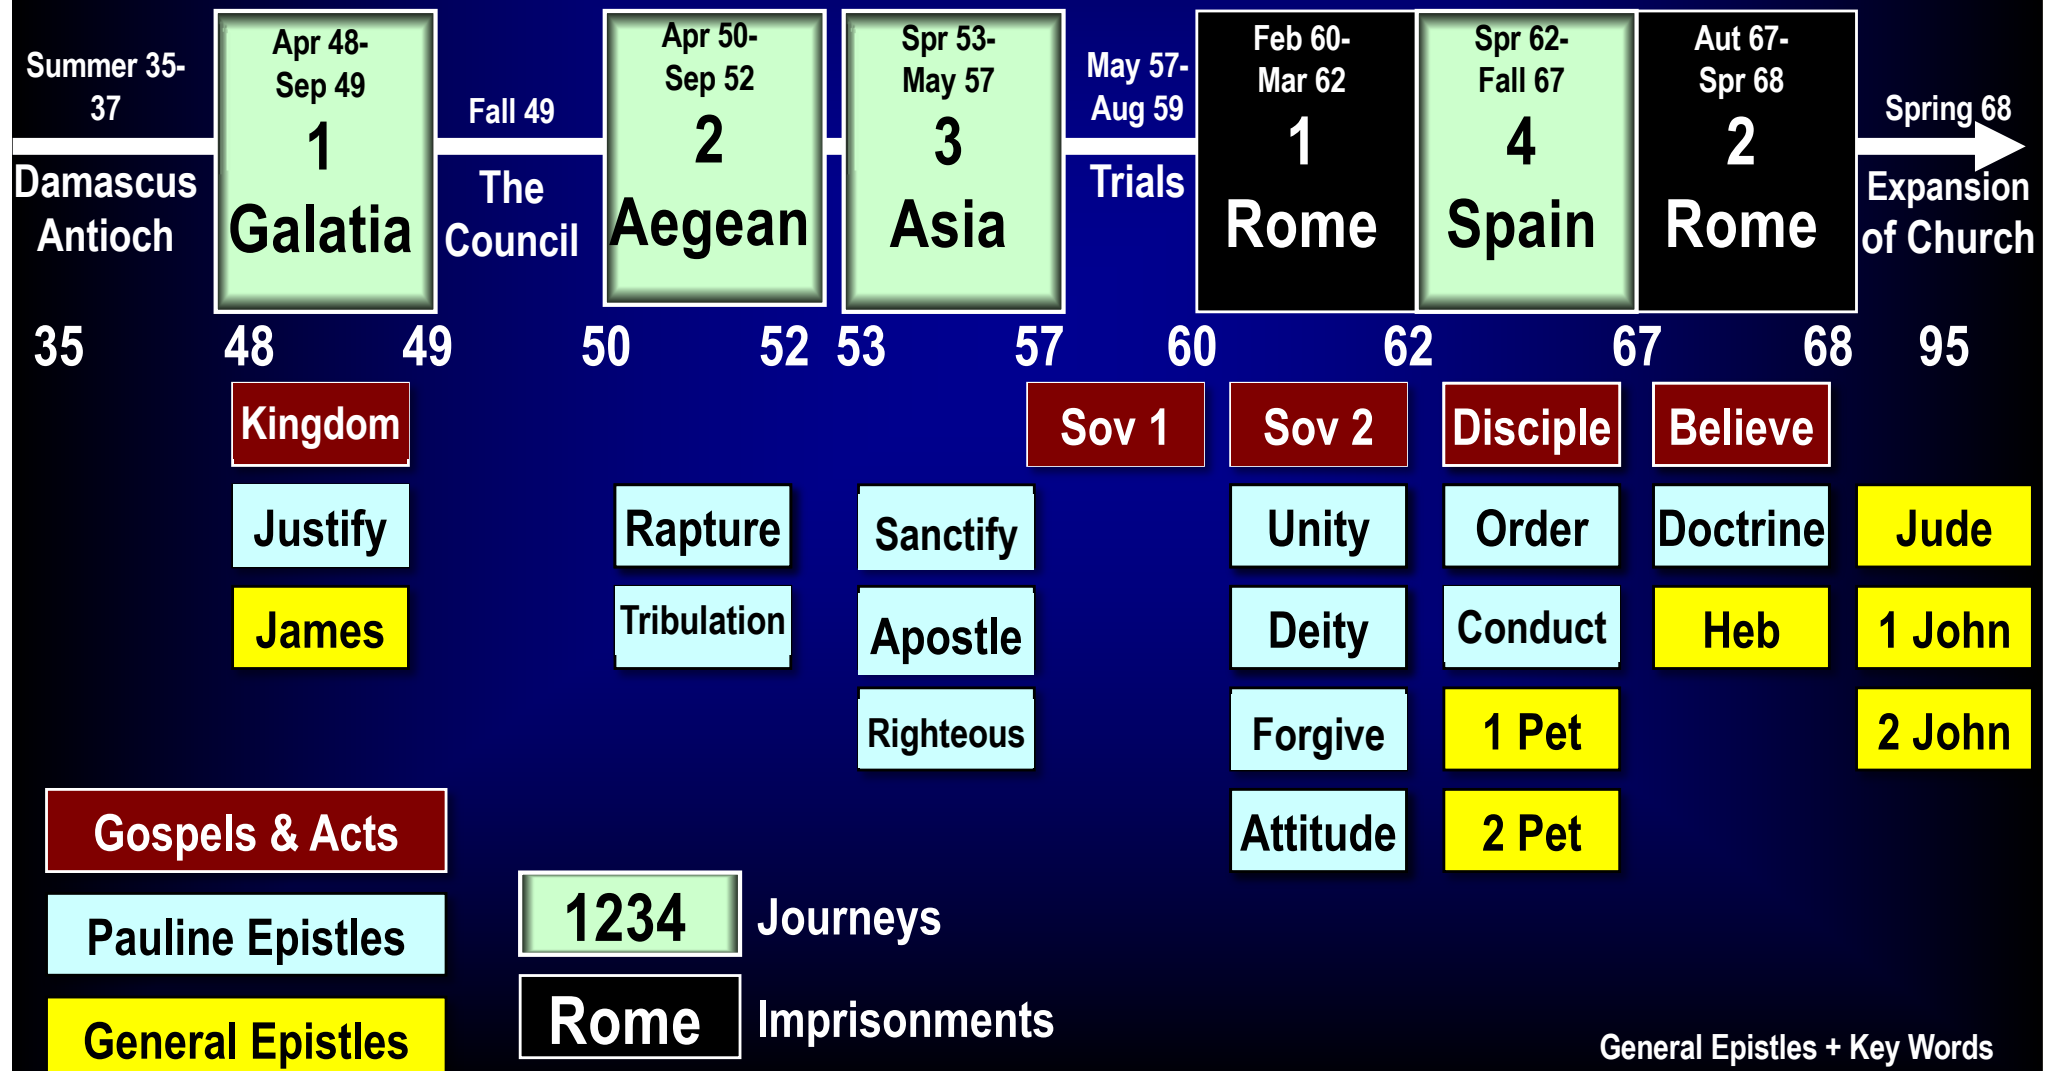 Summer 35-
37
Damascus
Antioch
Apr 48-
Sep 49
1
Galatia
Fall 49
The
Council
Apr 50-
Sep 52
2
Aegean
Spr 53-
May 57
3
Asia
May 57-
Aug 59
Trials
Feb 60-
Mar 62
1
Rome
Spr 62-
Fall 67
4
Spain
Aut 67-
Spr 68
2
Rome
Spring 68
Expansion
of Church
35 48 49 50 52 53 57 60 62 67 68 95
Kingdom Sov 1 Sov 2 Disciple Believe
Justify Rapture Sanctify Unity Order Doctrine Jude
James Tribulation Apostle Deity Conduct Heb 1 John
Righteous Forgive 1 Pet 2 John
Attitude 2 Pet
Gospels & Acts
Pauline Epistles
General Epistles
1234 Journeys
Rome Imprisonments
General Epistles + Key Words